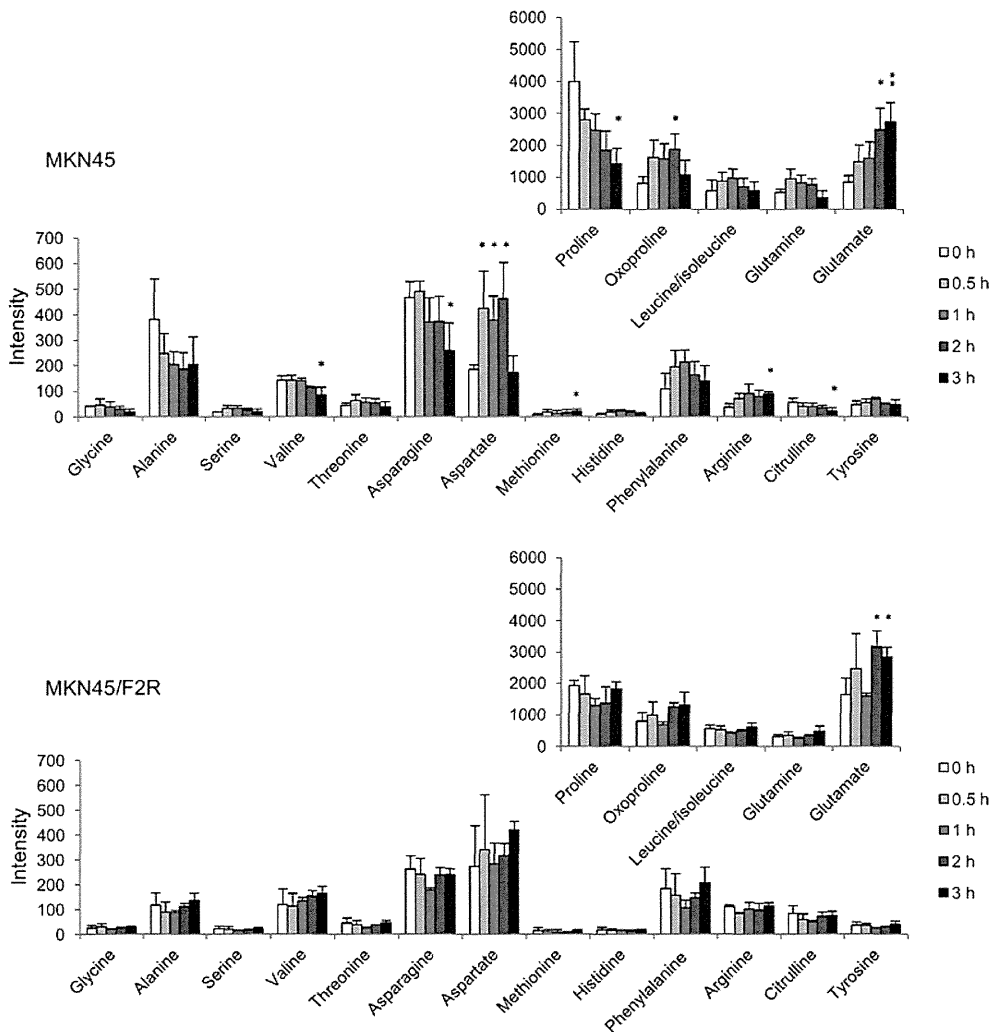 6000
5000
4000
3000
2000
1000
0
* * * *
*
MKN45
Proline
Oxoproline
Leucine/isoleucine
Glutamine
Glutamate
700
600
500
400
300
200
100
0
Intensity
* * * * * * * *
Glycine
Alanine
Serine
Valine
Threonine
Asparagine
Aspartate
Methionine
Histidine
Phenylalanine
Arginine
Citrulline
Tyrosine
0 h
0.5 h
1 h
2 h
3 h
6000
5000
4000
3000
2000
1000
0
* *
MKN45/F2R
Proline
Oxoproline
Leucine/isoleucine
Glutamine
Glutamate
700
600
500
400
300
200
100
0
Intensity
Glycine
Alanine
Serine
Valine
Threonine
Asparagine
Aspartate
Methionine
Histidine
Phenylalanine
Arginine
Citrulline
Tyrosine
0 h
0.5 h
1 h
2 h
3 h